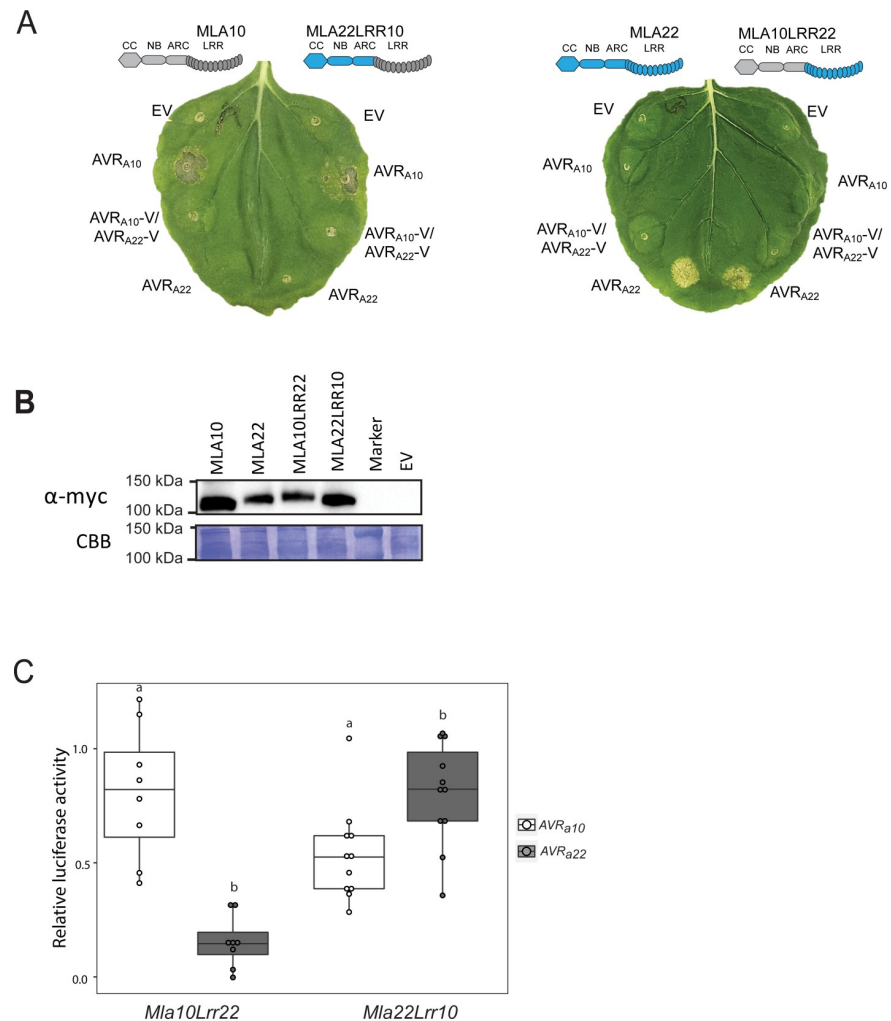 A
MLA10
CC NB ARC LRR
MLA22LRR10
CC NB ARC LRR
MLA22
CC NB ARC LRR
MLA10LRR22
CC NB ARC LRR
EV
EV
AVRA10
AVRA10
AVRA10-V/
AVRA22-V
AVRA10-V/
AVRA22-V
AVRA22
AVRA22
EV
EV
AVRA10
AVRA10
AVRA10-V/
AVRA22-V
AVRA10-V/
AVRA22-V
AVRA22
AVRA22
B
MLA10
MLA22
MLA10LRR22
MLA22LRR10
Marker
EV
α-myc
150 kDa
100 kDa
CBB
150 kDa
100 kDa
C
Relative luciferase activity
1.0
0.5
0.0
a
b
a
b
AVRa10
AVRa22
Mla10Lrr22
Mla22Lrr10